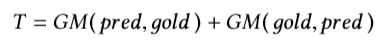 T = GM( pred, gold ) + GM( gold, pred )